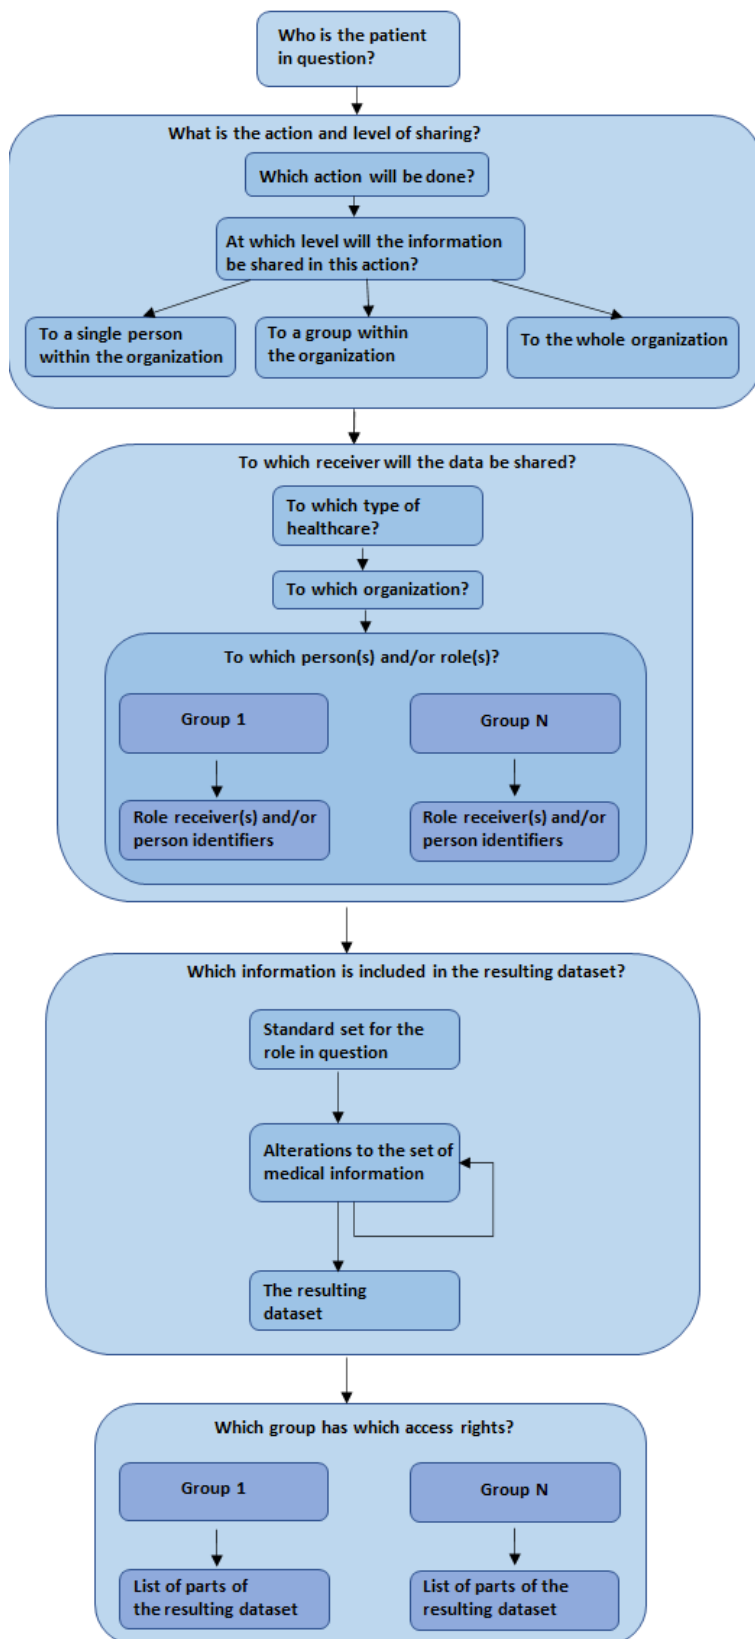 Who is the patient
in question?
What is the action and level of sharing?
Which action will be done?
At which level will the information
be shared in this action?
To a single person
within the organization
To a group within
the organization
To the whole organization
To which receiver will the data be shared?
To which type of
healthcare?
To which organization?
To which person(s) and/or role(s)?
Group 1
Group N
Role receiver(s) and/or
person identifiers
Role receiver(s) and/or
person identifiers
Which information is included in the resulting dataset?
Standard set for the
role in question
Alterations to the set of
medical information
The resulting
dataset
Which group has which access rights?
Group 1
Group N
List of parts of
the resulting dataset
List of parts of the
resulting dataset